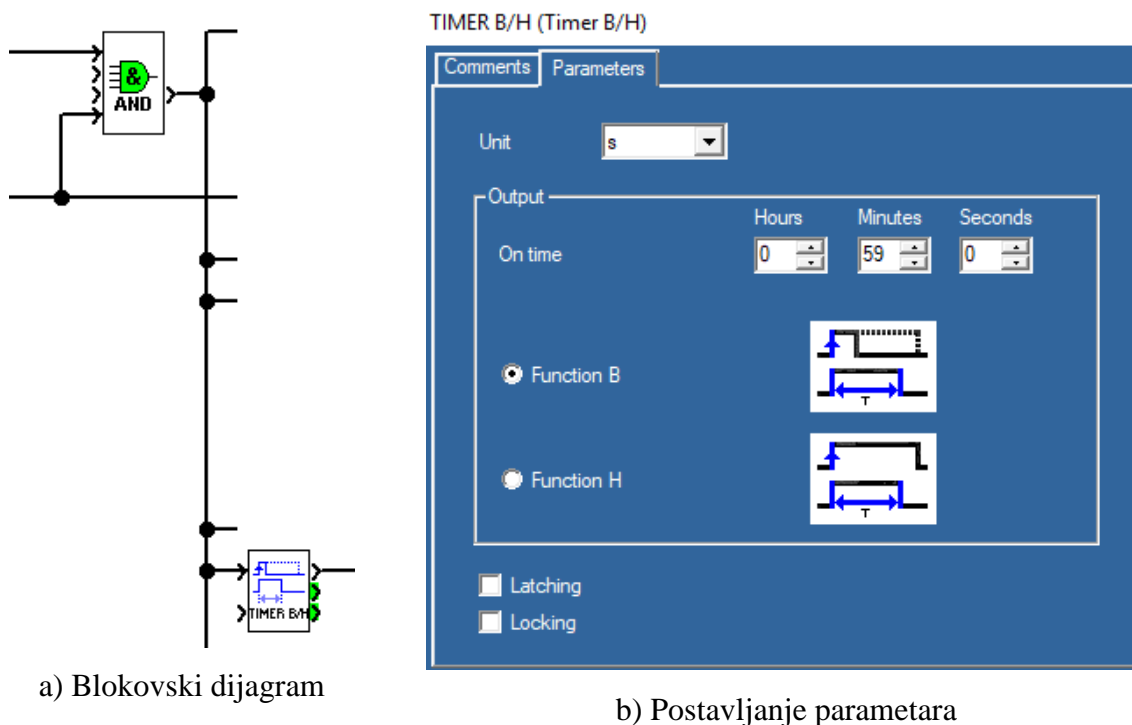 &
AND
TIMER B/H
a) Blokovski dijagram
TIMER B/H (Timer B/H)
Comments Parameters
Unit s
Output
Hours Minutes Seconds
On time 0 59 0
Function B
T
Function H
T
Latching
Locking
b) Postavljanje parametara